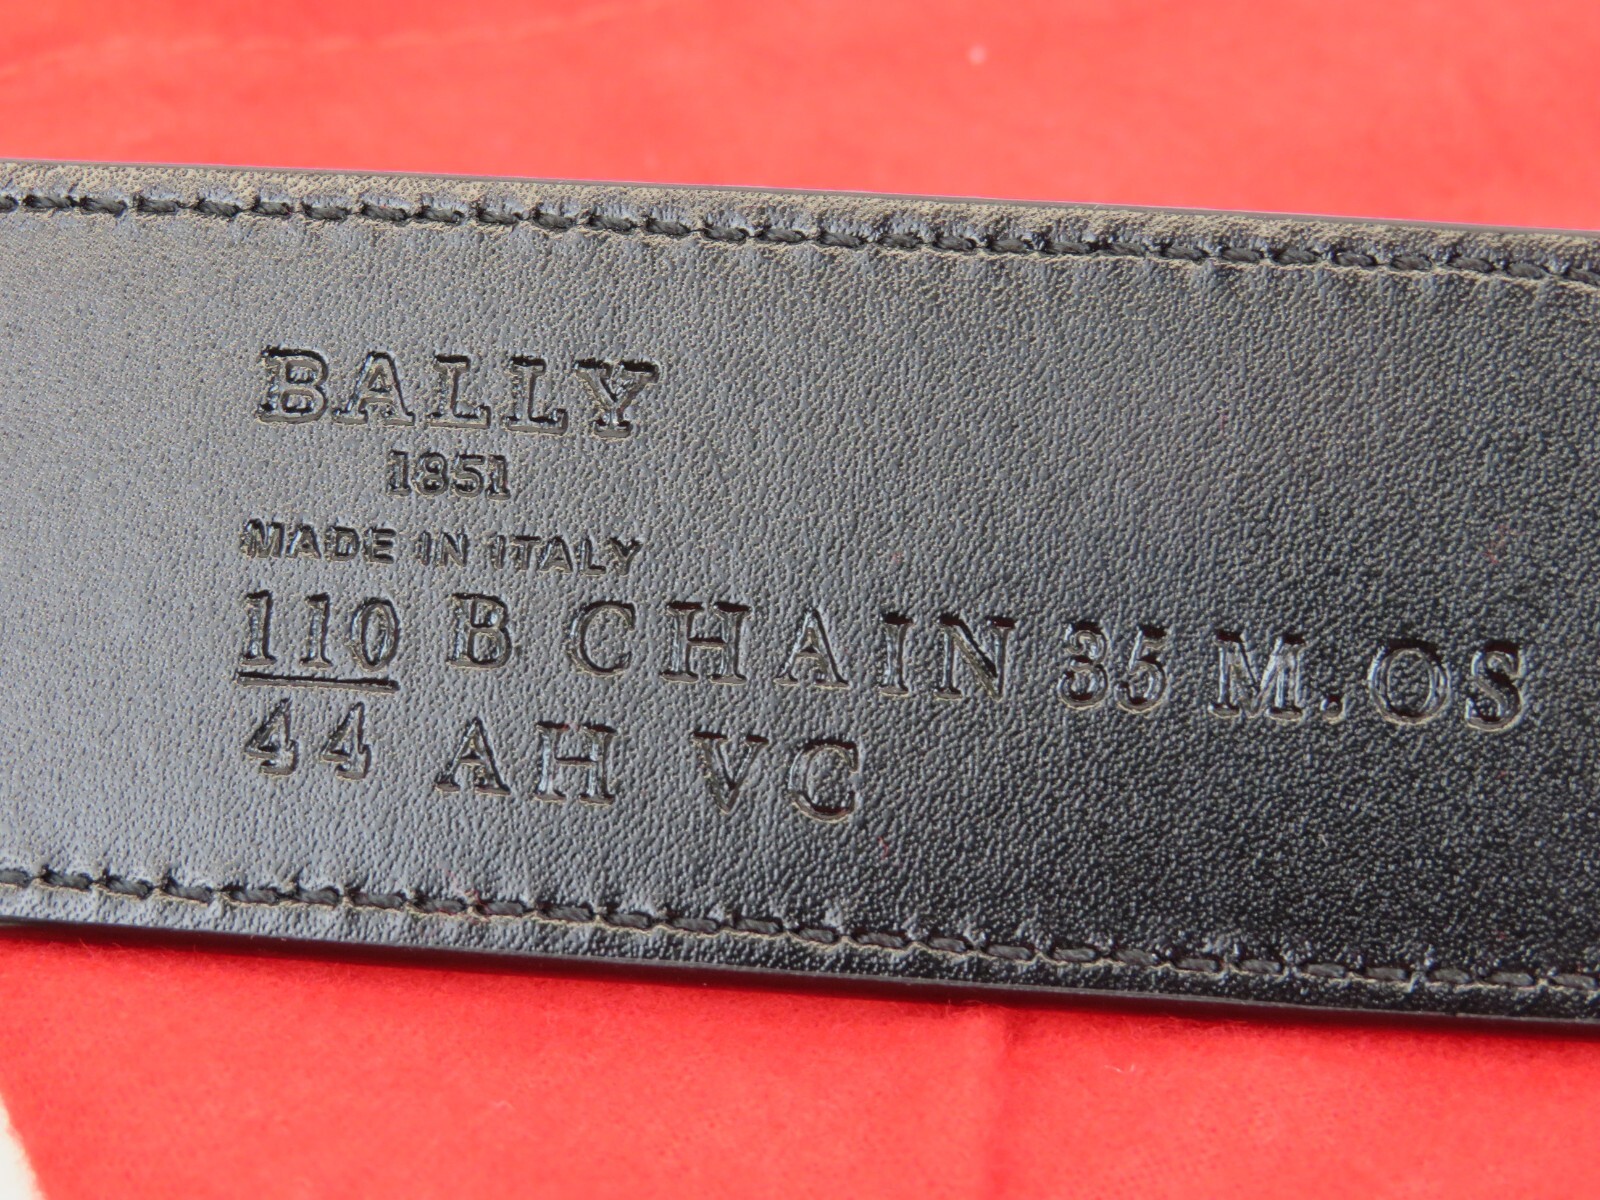 BALLY
1851
MADE IN ITALY
110 B CHAIN 35 M.OS
44 AH VC